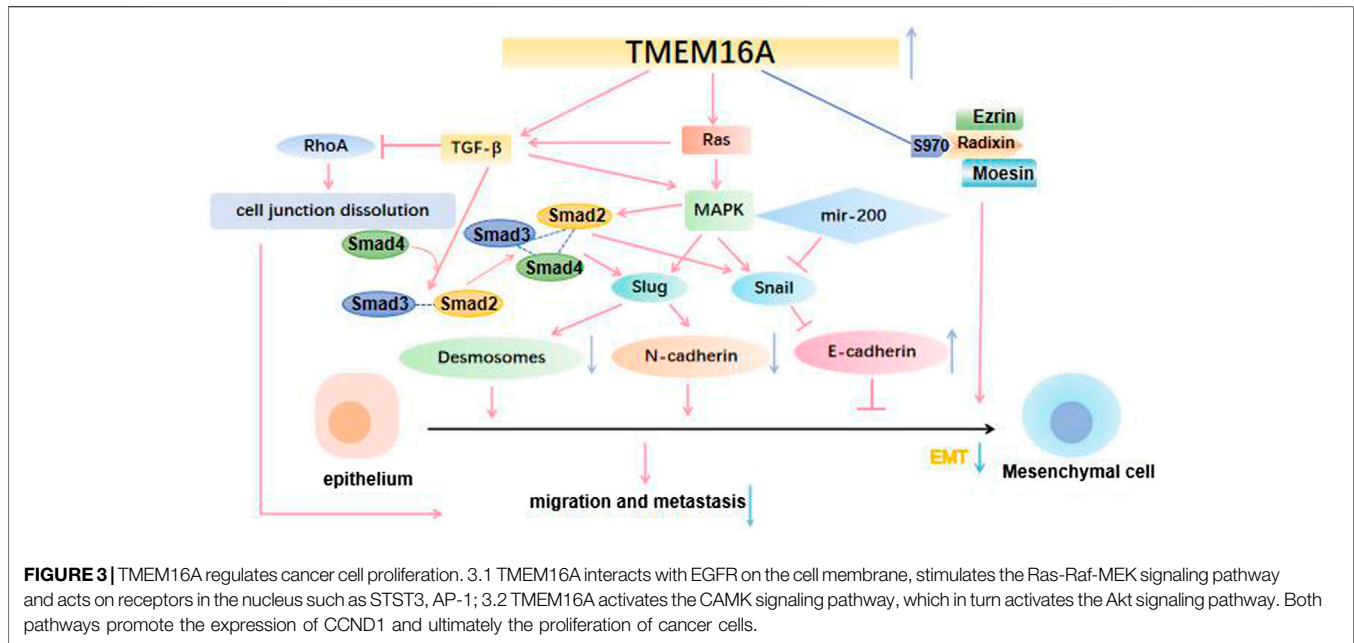 TMEM16A
Ezrin
RhoA
TGF-β
Ras
S970
Radixin
Moesin
cell junction dissolution
MAPK
mir-200
Smad4
Smad3
Smad2
Smad4
Smad3
Smad2
Slug
Snail
Desmosomes
N-cadherin
E-cadherin
epithelium
EMT
Mesenchymal cell
migration and metastasis
FIGURE 3 | TMEM16A regulates cancer cell proliferation. 3.1 TMEM16A interacts with EGFR on the cell membrane, stimulates the Ras-Raf-MEK signaling pathway
and acts on receptors in the nucleus such as STST3, AP-1; 3.2 TMEM16A activates the CAMK signaling pathway, which in turn activates the Akt signaling pathway. Both
pathways promote the expression of CCND1 and ultimately the proliferation of cancer cells.